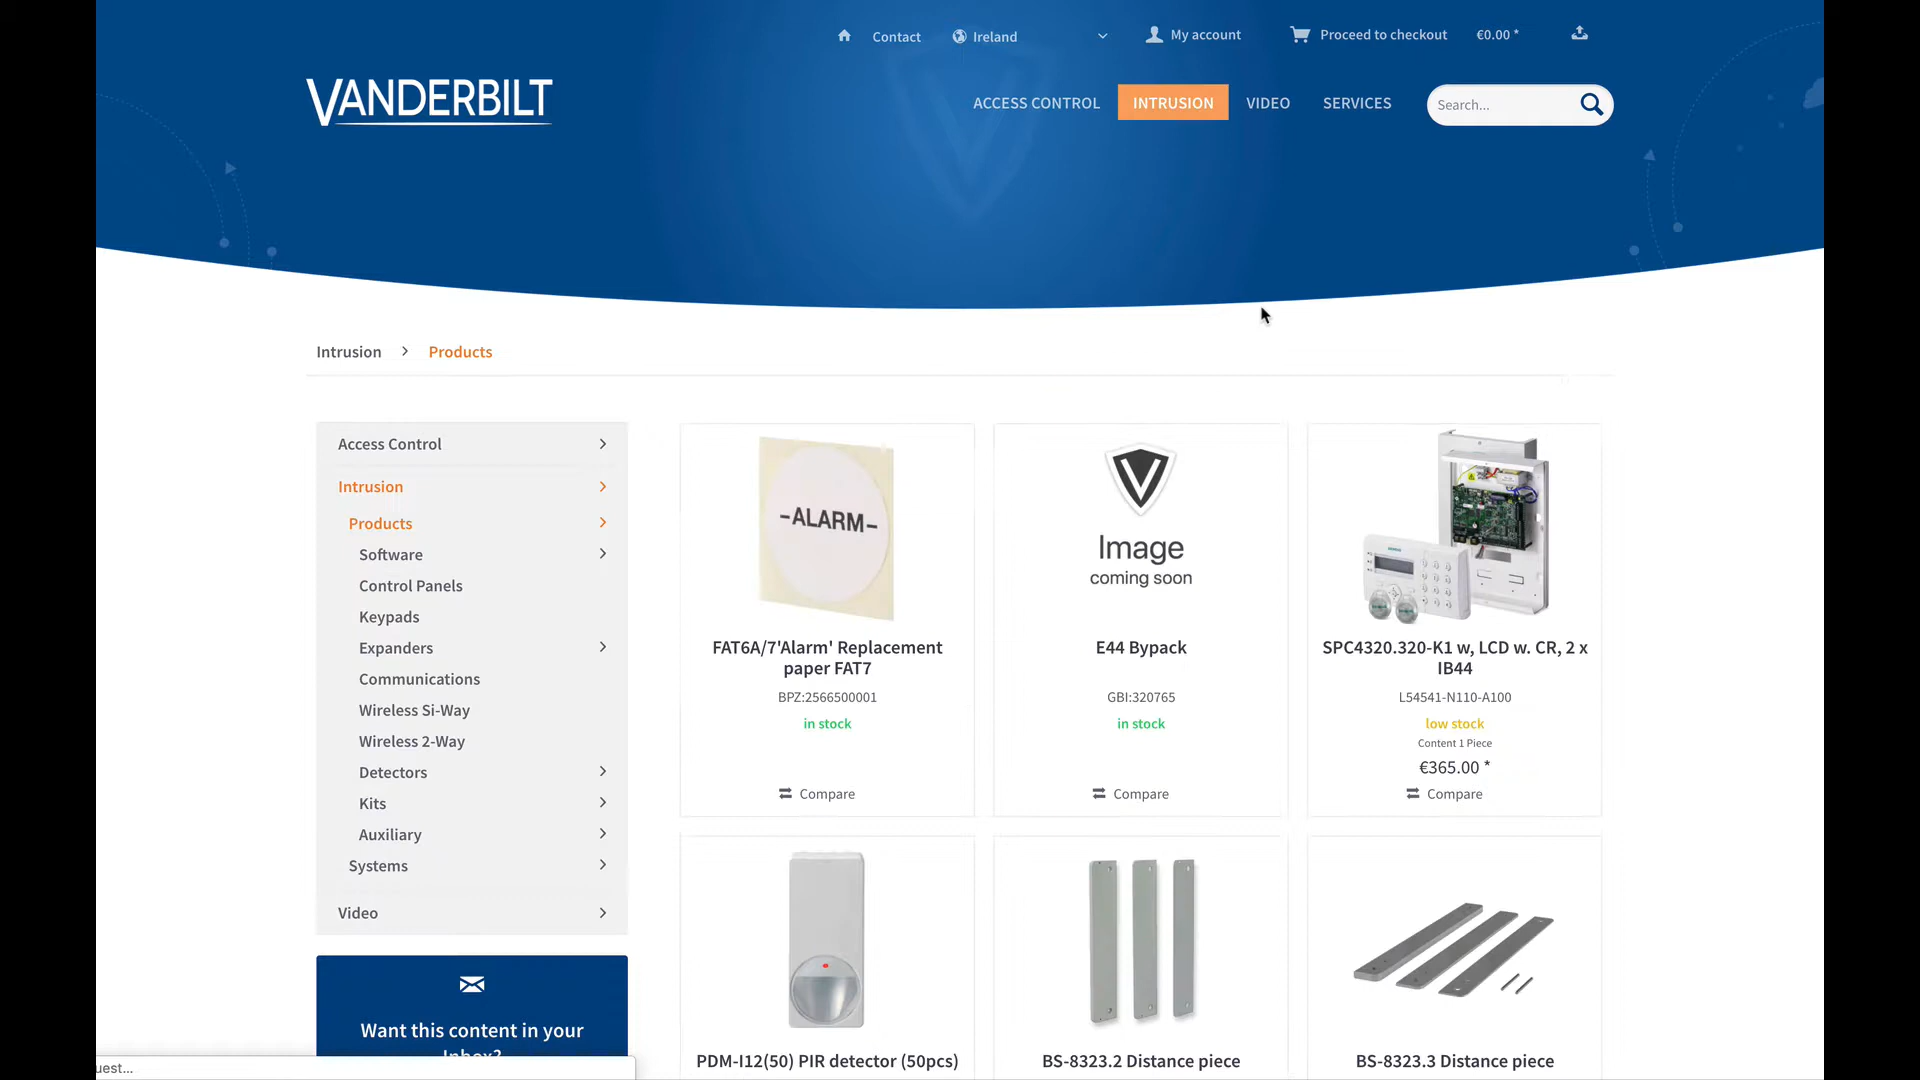 Contact
Ireland
My account
Proceed to checkout
€0.00 *
VANDERBILT
ACCESS CONTROL
INTRUSION
VIDEO
SERVICES
Search...
Intrusion
Products
Access Control
Intrusion
Products
Software
Control Panels
Keypads
Expanders
Communications
Wireless Si-Way
Wireless 2-Way
Detectors
Kits
Auxiliary
Systems
Video
Want this content in your
Inbox?
uest...
-ALARM-
FAT6A/7'Alarm' Replacement
paper FAT7
BPZ:2566500001
in stock
Compare
Image
coming soon
E44 Bypack
GBI:320765
in stock
Compare
SPC4320.320-K1 w, LCD w. CR, 2 x
IB44
L54541-N110-A100
low stock
Content 1 Piece
€365.00 *
Compare
PDM-I12(50) PIR detector (50pcs)
BS-8323.2 Distance piece
BS-8323.3 Distance piece